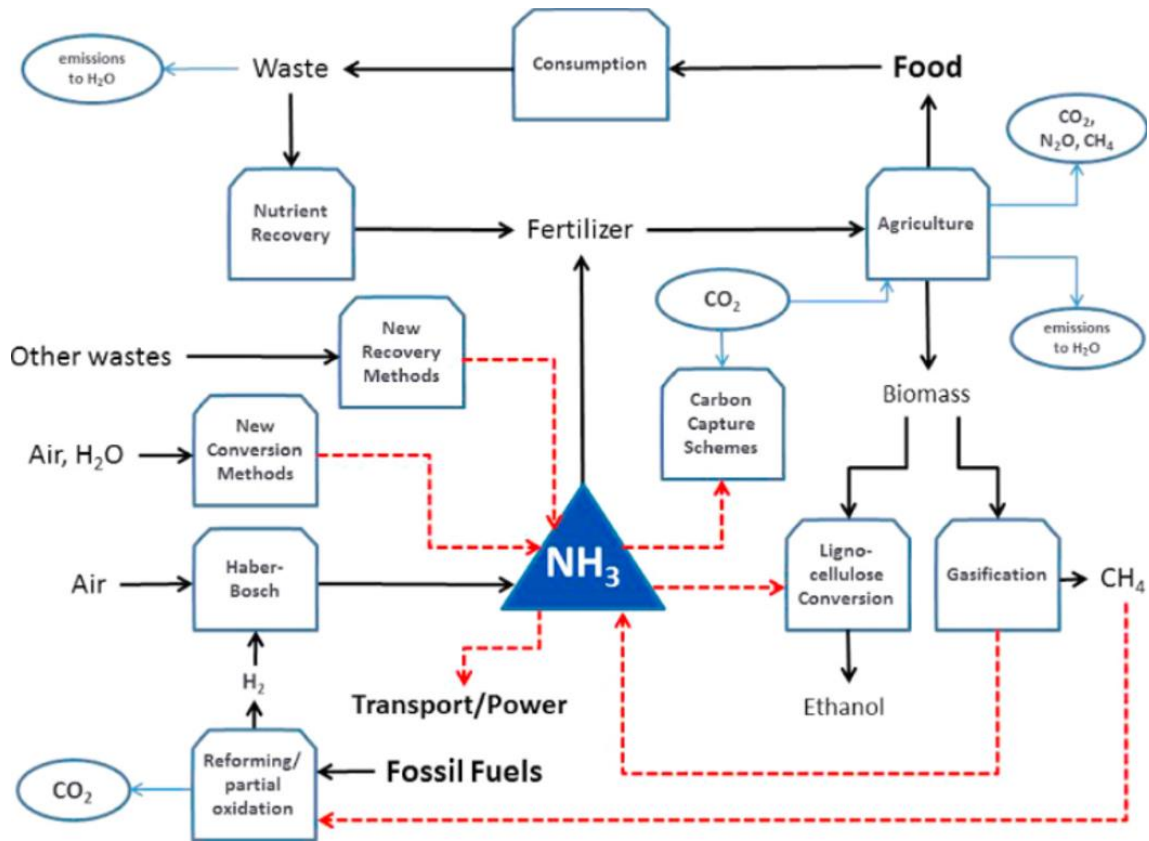 emissions
to H₂O
Waste
Consumption
Food
CO₂,
N₂O, CH₄
Nutrient
Recovery
Fertilizer
Agriculture
CO₂
emissions
to H₂O
New
Recovery
Methods
Other wastes
Carbon
Capture
Schemes
Biomass
Air, H₂O
New
Conversion
Methods
Air
Haber-
Bosch
NH₃
Ligno-
cellulose
Conversion
Gasification
CH₄
H₂
Transport/Power
Ethanol
Reforming/
partial
oxidation
Fossil Fuels
CO₂